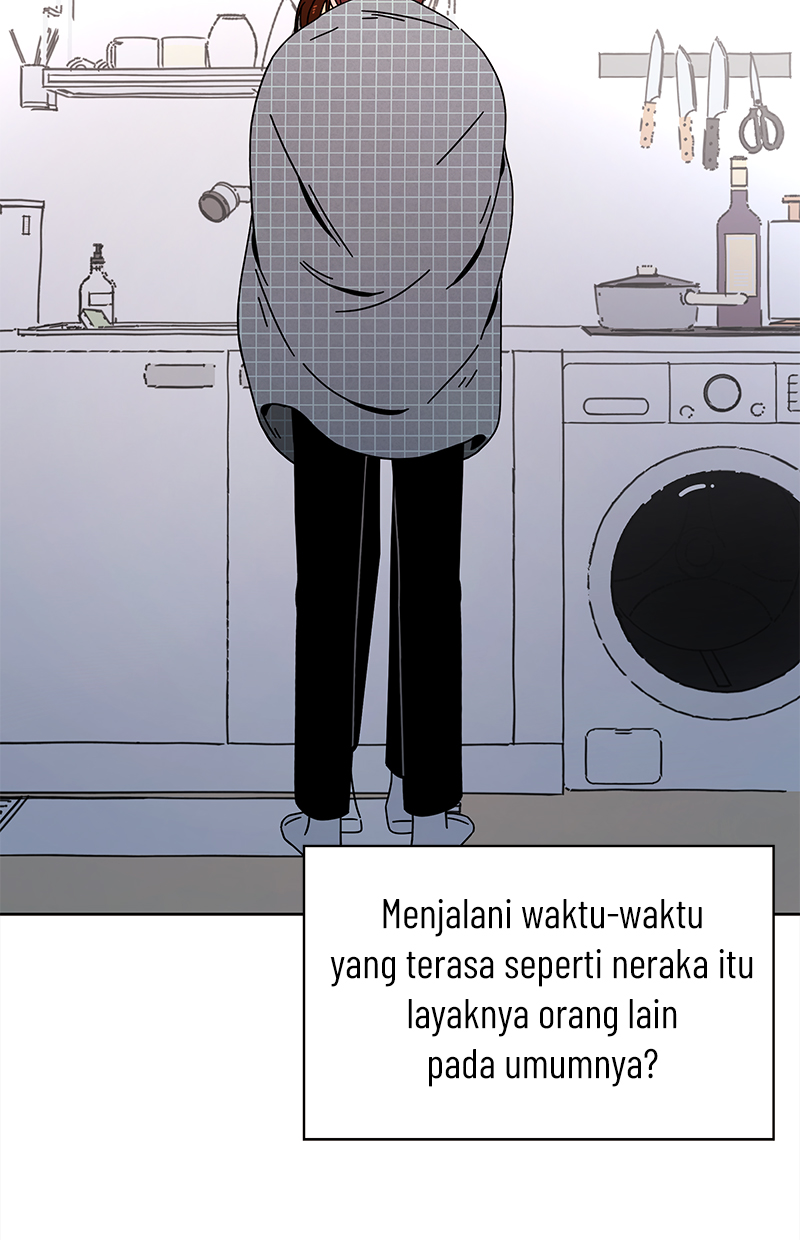 Menjalani waktu-waktu
yang terasa seperti neraka itu
layaknya orang lain
pada umumnya?